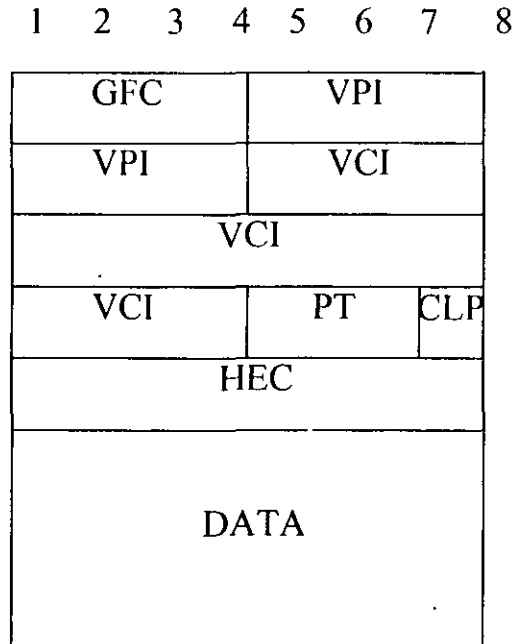 1 2 3 4 5 6 7 8
GFC VPI
VPI VCI
VCI
VCI PT CLP
HEC
DATA